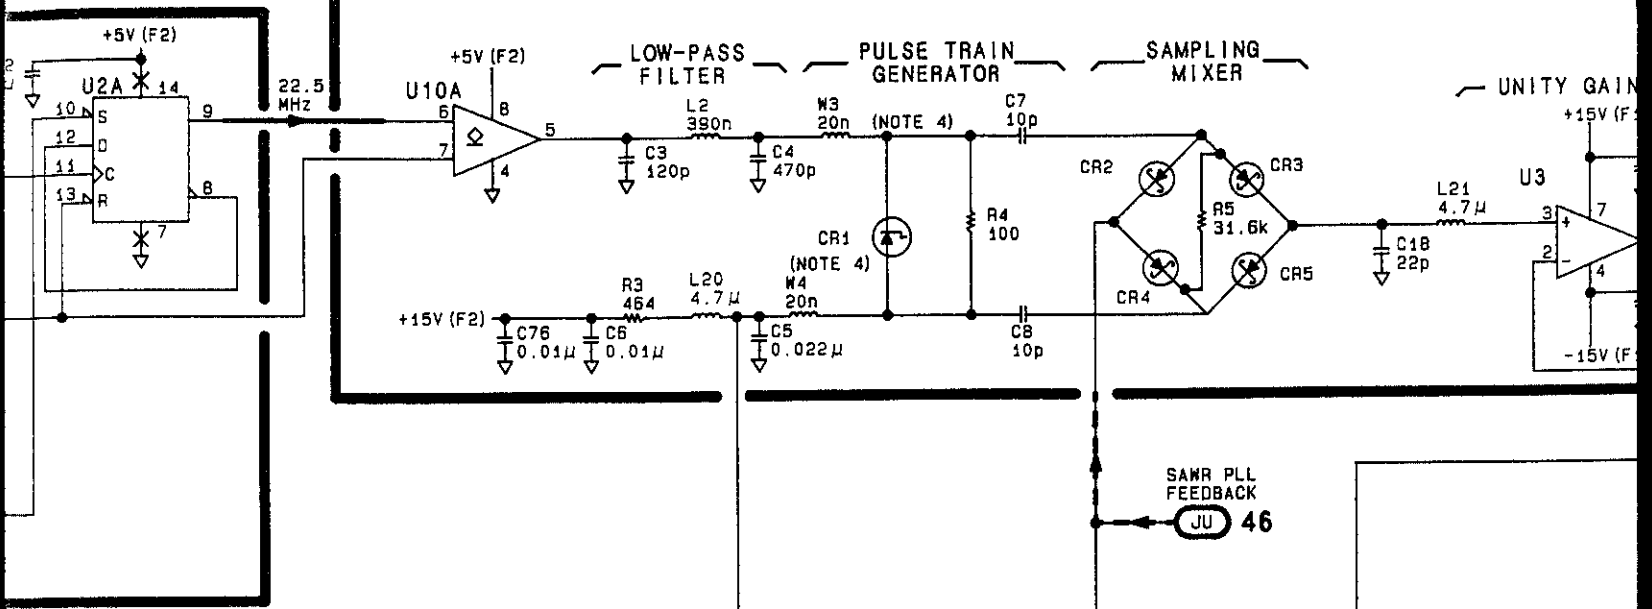 +5V (F2)
U2A
14
10
S
9
12
D
11
C
13
R
8
7
22.5
MHz
U10A
+5V (F2)
8
6
7
5
4
LOW-PASS
FILTER
L2
390n
C3
120p
C4
470p
PULSE TRAIN
GENERATOR
W3
20n
(NOTE 4)
C7
10p
CR1
(NOTE 4)
R4
100
W4
20n
+15V (F2)
C76
0.01µ
C6
0.01µ
R3
464
L20
4.7µ
C5
0.022µ
C8
10p
SAMPLING
MIXER
CR2
CR3
R5
31.6k
CR4
CR5
C18
22p
L21
4.7µ
UNITY GAIN
+15V (F
U3
3
+
7
2
-
4
-15V (F
SAWR PLL
FEEDBACK
JU
46